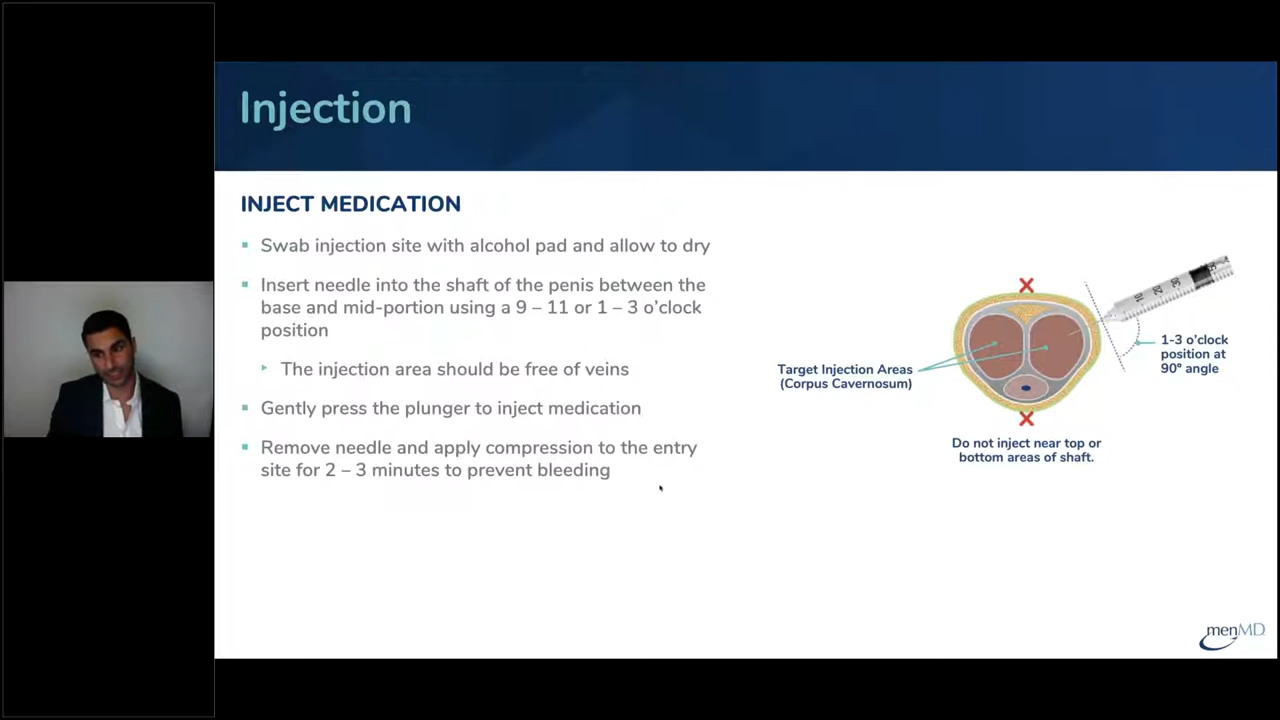 Injection
INJECT MEDICATION
Swab injection site with alcohol pad and allow to dry
Insert needle into the shaft of the penis between the
base and mid-portion using a 9 – 11 or 1 – 3 o’clock
position
The injection area should be free of veins
Gently press the plunger to inject medication
Remove needle and apply compression to the entry
site for 2 – 3 minutes to prevent bleeding
10 20 30
1-3 o’clock
position at
90° angle
Target Injection Areas
(Corpus Cavernosum)
Do not inject near top or
bottom areas of shaft.
menMD